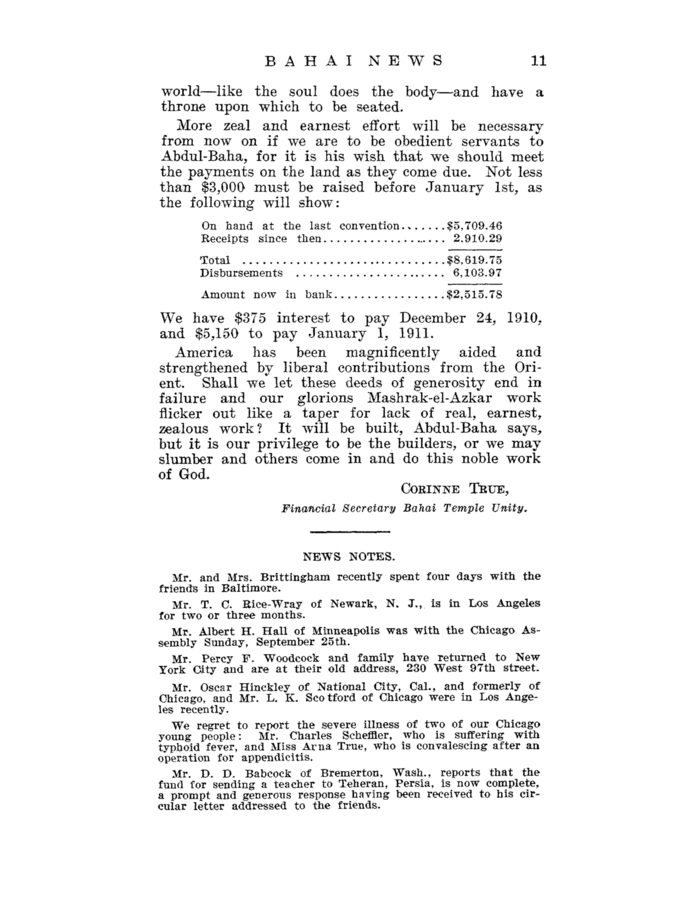 BAHAI NEWS 11
world—like the soul does the body—and have a
throne upon which to be seated.
More zeal and earnest effort will be necessary
from now on if we are to be obedient servants to
Abdul-Baha, for it is his wish that we should meet
the payments on the land as they come due. Not less
than $3,000 must be raised before January 1st, as
the following will show:
On hand at the last convention.......$5,709.46
Receipts since then.................. 2.910.29
Total ..............................$8,619.75
Disbursements ...................... 6,103.97
Amount now in bank.................$2,515.78
We have $375 interest to pay December 24, 1910,
and $5,150 to pay January 1, 1911.
America has been magnificently aided and
strengthened by liberal contributions from the Ori-
ent. Shall we let these deeds of generosity end in
failure and our glorions Mashrak-el-Azkar work
flicker out like a taper for lack of real, earnest,
zealous work? It will be built, Abdul-Baha says,
but it is our privilege to be the builders, or we may
slumber and others come in and do this noble work
of God.
CORINNE TRUE,
Financial Secretary Bahai Temple Unity.
NEWS NOTES.
Mr. and Mrs. Brittingham recently spent four days with the
friends in Baltimore.
Mr. T. C. Rice-Wray of Newark, N. J., is in Los Angeles
for two or three months.
Mr. Albert H. Hall of Minneapolis was with the Chicago As-
sembly Sunday, September 25th.
Mr. Percy F. Woodcock and family have returned to New
York City and are at their old address, 230 West 97th street.
Mr. Oscar Hinckley of National City, Cal., and formerly of
Chicago, and Mr. L. K. Scotford of Chicago were in Los Ange-
les recently.
We regret to report the severe illness of two of our Chicago
young people: Mr. Charles Scheffler, who is suffering with
typhoid fever, and Miss Arna True, who is convalescing after an
operation for appendicitis.
Mr. D. D. Babcock of Bremerton, Wash., reports that the
fund for sending a teacher to Teheran, Persia, is now complete,
a prompt and generous response having been received to his cir-
cular letter addressed to the friends.